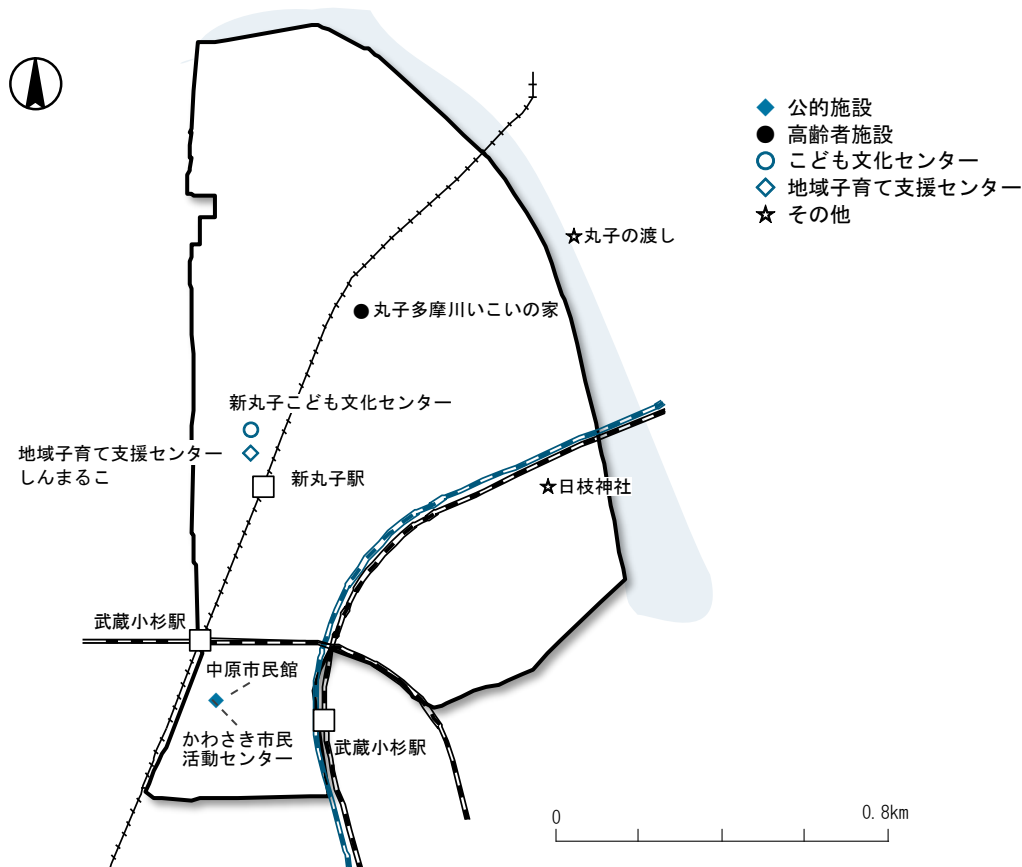 公的施設
高齢者施設
こども文化センター
地域子育て支援センター
その他
丸子の渡し
丸子多摩川いこいの家
新丸子こども文化センター
地域子育て支援センター
しんまるこ
新丸子駅
日枝神社
武蔵小杉駅
中原市民館
かわさき市民
活動センター
武蔵小杉駅
0
0.8km